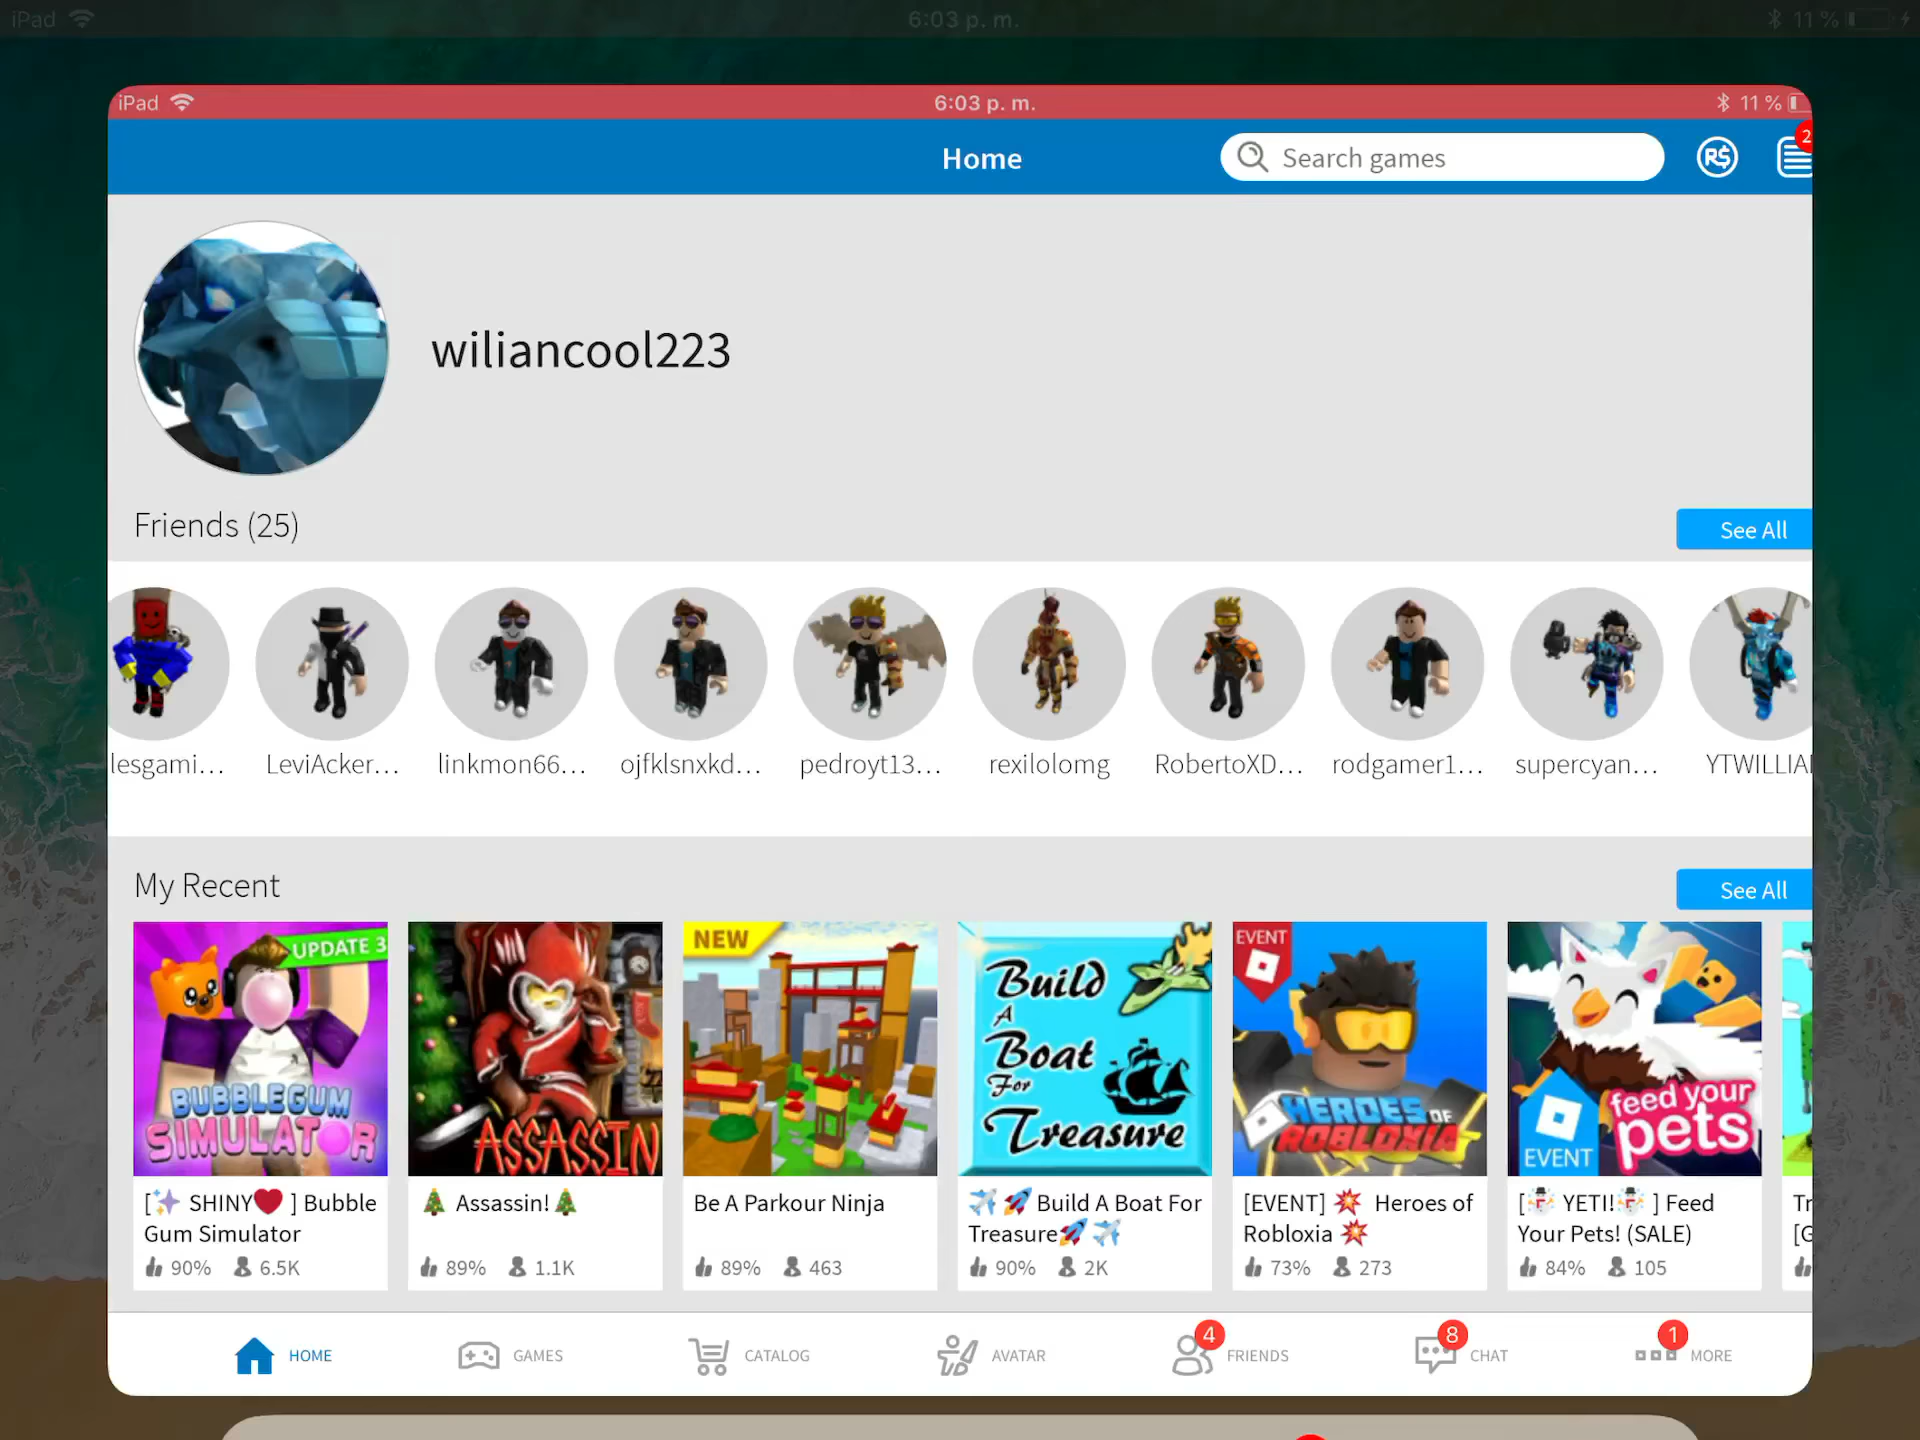 iPad 6:03 p. m. 11 %
iPad 6:03 p. m. 11 %
Home
Search games
R$
2
wiliancool223
Friends (25)
See All
lesgami...
LeviAcker...
linkmon66...
ojfklsnxkd...
pedroyt13...
rexilolomg
RobertoXD...
rodgamer1...
supercyan...
YTWILLIA
My Recent
See All
UPDATE 3
BUBBLEGUM
SIMULATOR
ASSASSIN
NEW
Build
A
Boat
For
Treasure
EVENT
HEROES OF
ROBLOXIA
EVENT
feed your
pets
[✨ SHINY❤️ ] Bubble
Gum Simulator
90% 6.5K
🎄 Assassin!🎄
89% 1.1K
Be A Parkour Ninja
89% 463
✈️ 🚀 Build A Boat For
Treasure🚀 ✈️
90% 2K
[EVENT] 💥 Heroes of
Robloxia 💥
73% 273
[⛄ YETI!⛄ ] Feed
Your Pets! (SALE)
84% 105
Tr
[G
HOME
GAMES
CATALOG
AVATAR
4
FRIENDS
8
CHAT
1
MORE